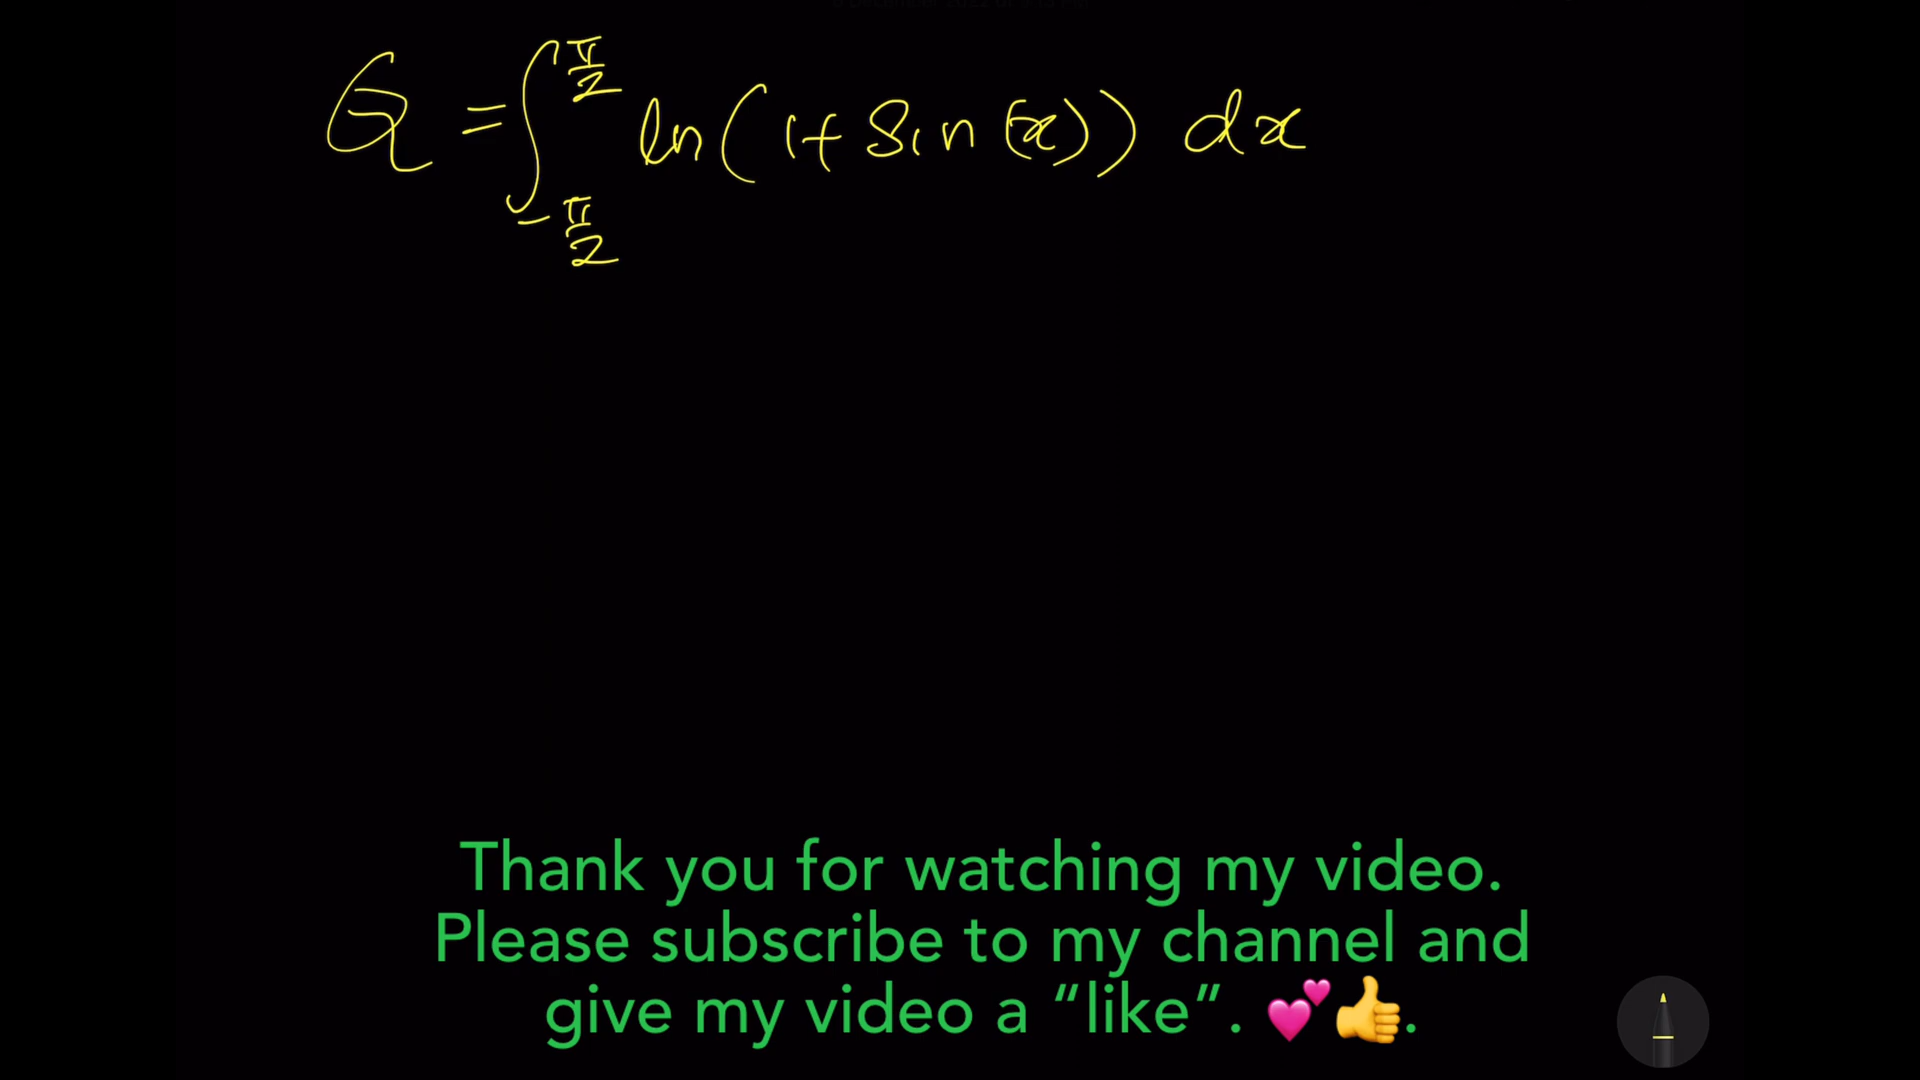 Q = ∫_{-π/2}^{π/2} ln(1+Sin(x)) dx
Thank you for watching my video.
Please subscribe to my channel and
give my video a “like”. 💕👍.